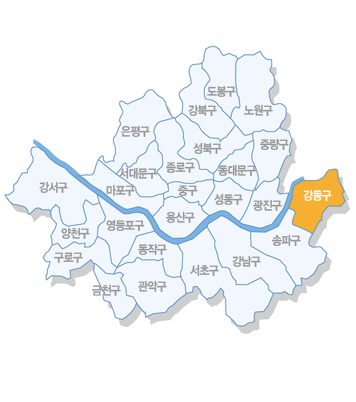 도봉구
강북구
노원구
은평구
성북구
중랑구
종로구
서대문구
동대문구
강서구
마포구
중구
강동구
성동구
광진구
용산구
영등포구
양천구
송파구
동작구
구로구
강남구
서초구
금천구
관악구